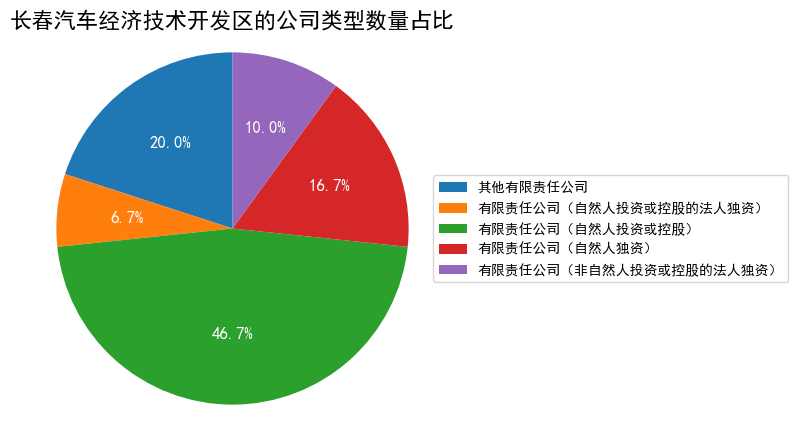 长春汽车经济技术开发区的公司类型数量占比
10.0%
20.0%
16.7%
6.7%
46.7%
其他有限责任公司
有限责任公司（自然人投资或控股的法人独资）
有限责任公司（自然人投资或控股）
有限责任公司（自然人独资）
有限责任公司（非自然人投资或控股的法人独资）